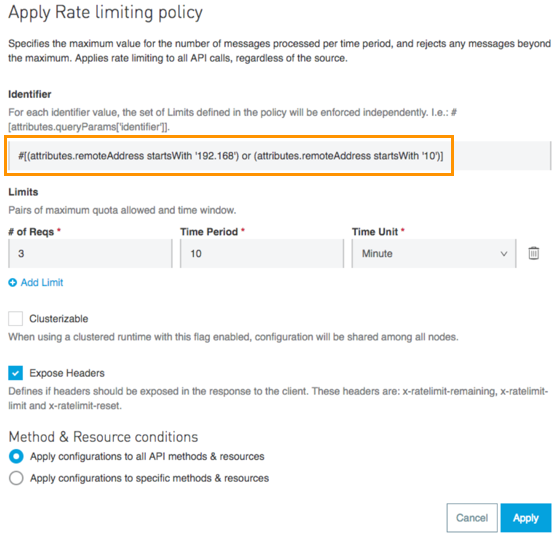 Apply Rate limiting policy
Specifies the maximum value for the number of messages processed per time period, and rejects any messages beyond
the maximum. Applies rate limiting to all API calls, regardless of the source.
Identifier
For each identifier value, the set of Limits defined in the policy will be enforced independently. I.e.: #
[attributes.queryParams['identifier']].
#[(attributes.remoteAddress startsWith '192.168') or (attributes.remoteAddress startsWith '10')]
Limits
Pairs of maximum quota allowed and time window.
# of Reqs * Time Period * Time Unit *
3 10 Minute
Add Limit
Clusterizable
When using a clustered runtime with this flag enabled, configuration will be shared among all nodes.
Expose Headers
Defines if headers should be exposed in the response to the client. These headers are: x-ratelimit-remaining, x-ratelimit-
limit and x-ratelimit-reset.
Method & Resource conditions
Apply configurations to all API methods & resources
Apply configurations to specific methods & resources
Cancel Apply